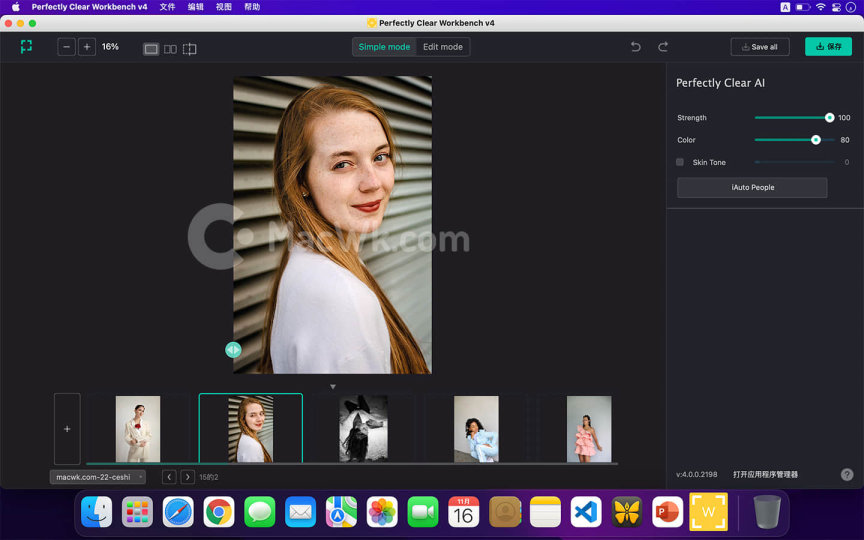 Perfectly Clear Workbench v4 文件 编辑 视图 帮助 A
Perfectly Clear Workbench v4
16% Simple mode Edit mode Save all 保存
Perfectly Clear AI
Strength 100
Color 80
Skin Tone 0
iAuto People
MacWk.com
macwk.com-22-ceshi 15的2
v:4.0.0.2198 打开应用程序管理器 ?
11月
16
P
W